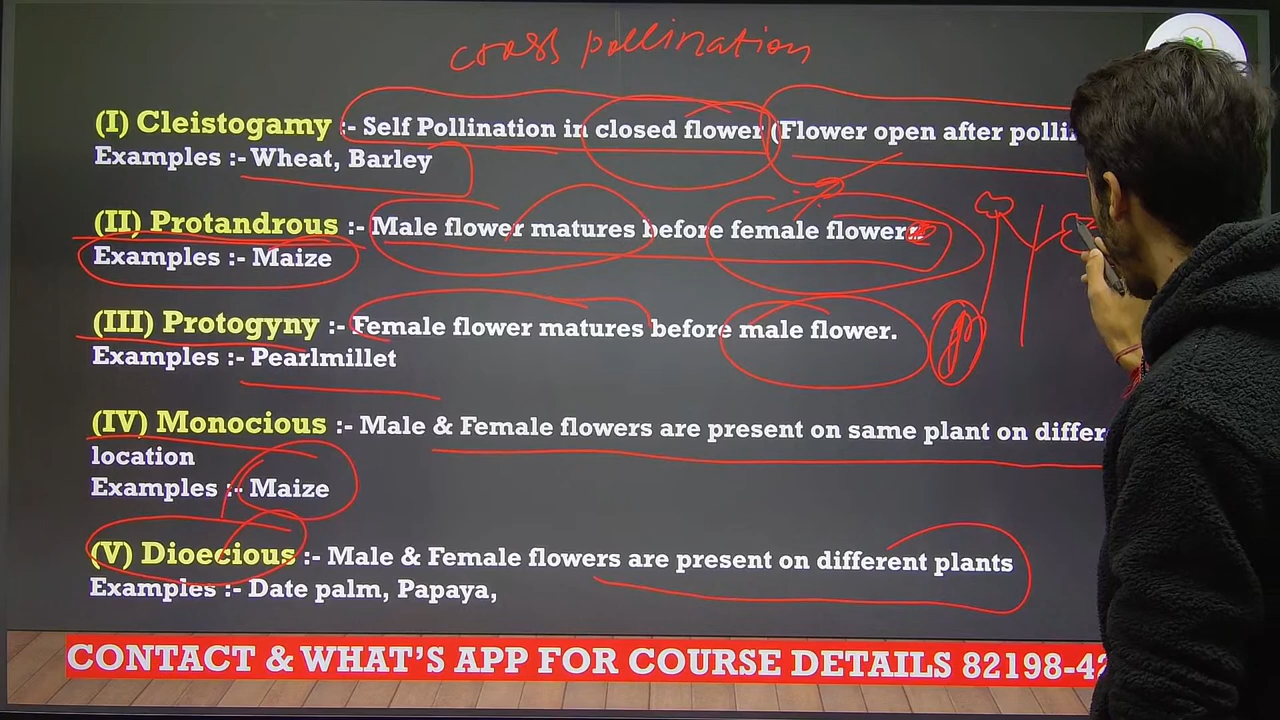 cross pollination
(I) Cleistogamy :- Self Pollination in closed flower (Flower open after
Examples :- Wheat, Barley
(II) Protandrous :- Male flower matures before female flower
Examples :- Maize
(III) Protogyny :- Female flower matures before male flower.
Examples :- Pearlmillet
(IV) Monocious :- Male & Female flowers are present on same plant on
location
Examples :- Maize
(V) Dioecious :- Male & Female flowers are present on different plants
Examples :- Date palm, Papaya,
CONTACT & WHAT'S APP FOR COURSE DETAILS 82198-42